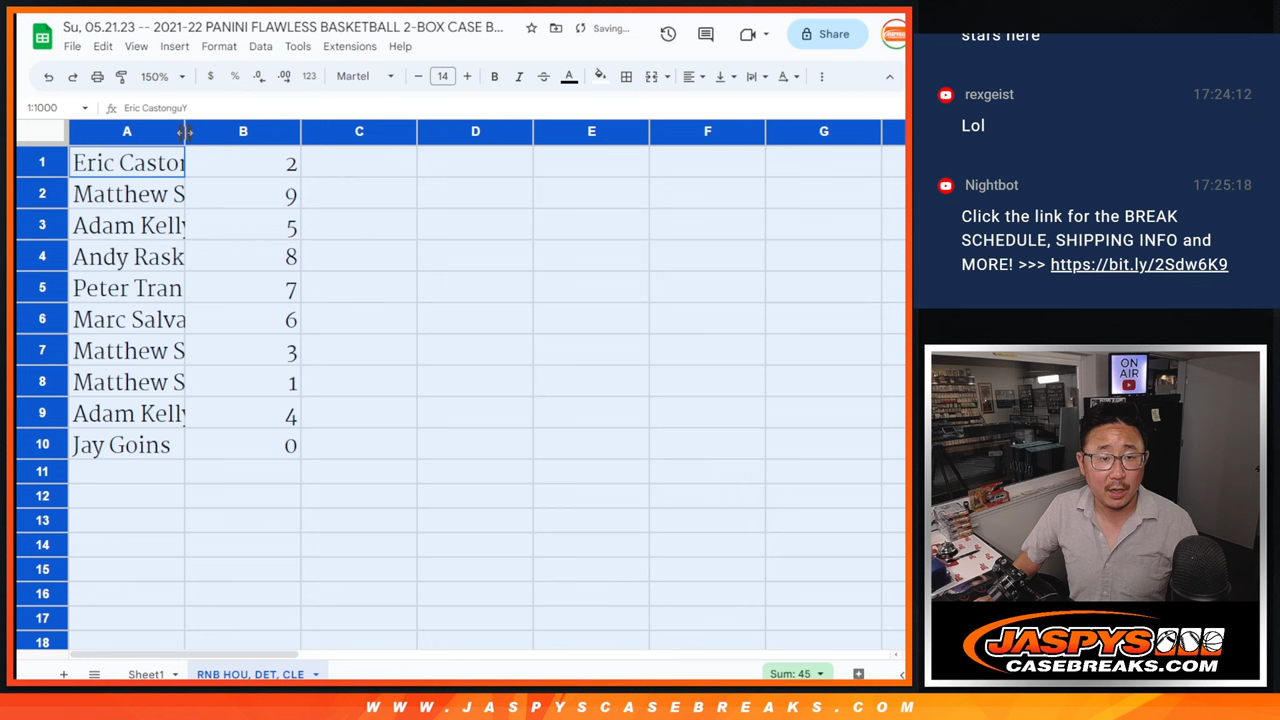 Su, 05.21.23 -- 2021-22 PANINI FLAWLESS BASKETBALL 2-BOX CASE B...
Saving...
Share
File Edit View Insert Format Data Tools Extensions Help
150% $ % .0 .00 123 Martel 14 B I A
1:1000 fx Eric CastonguY
A B C D E F G
1 Eric Caston 2
2 Matthew S 9
3 Adam Kelly 5
4 Andy Rask 8
5 Peter Tran 7
6 Marc Salva 6
7 Matthew S 3
8 Matthew S 1
9 Adam Kelly 4
10 Jay Goins 0
11
12
13
14
15
16
17
18
Sheet1 RNB HOU, DET, CLE Sum: 45
stars here
rexgeist 17:24:12
Lol
Nightbot 17:25:18
Click the link for the BREAK
SCHEDULE, SHIPPING INFO and
MORE! >>> https://bit.ly/2Sdw6K9
ON
AIR
JASPYS
CASEBREAKS.COM
WWW.JASPYSCASEBREAKS.COM